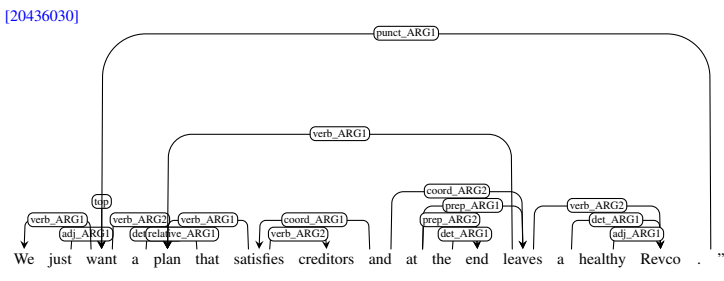 [20436030]
punct_ARG1
verb_ARG1
top
coord_ARG2
prep_ARG1
verb_ARG2
verb_ARG1
verb_ARG2
verb_ARG1
coord_ARG1
prep_ARG2
det_ARG1
adj_ARG1
det
relative_ARG1
verb_ARG2
det_ARG1
adj_ARG1
We just want a plan that satisfies creditors and at the end leaves a healthy Revco . ”